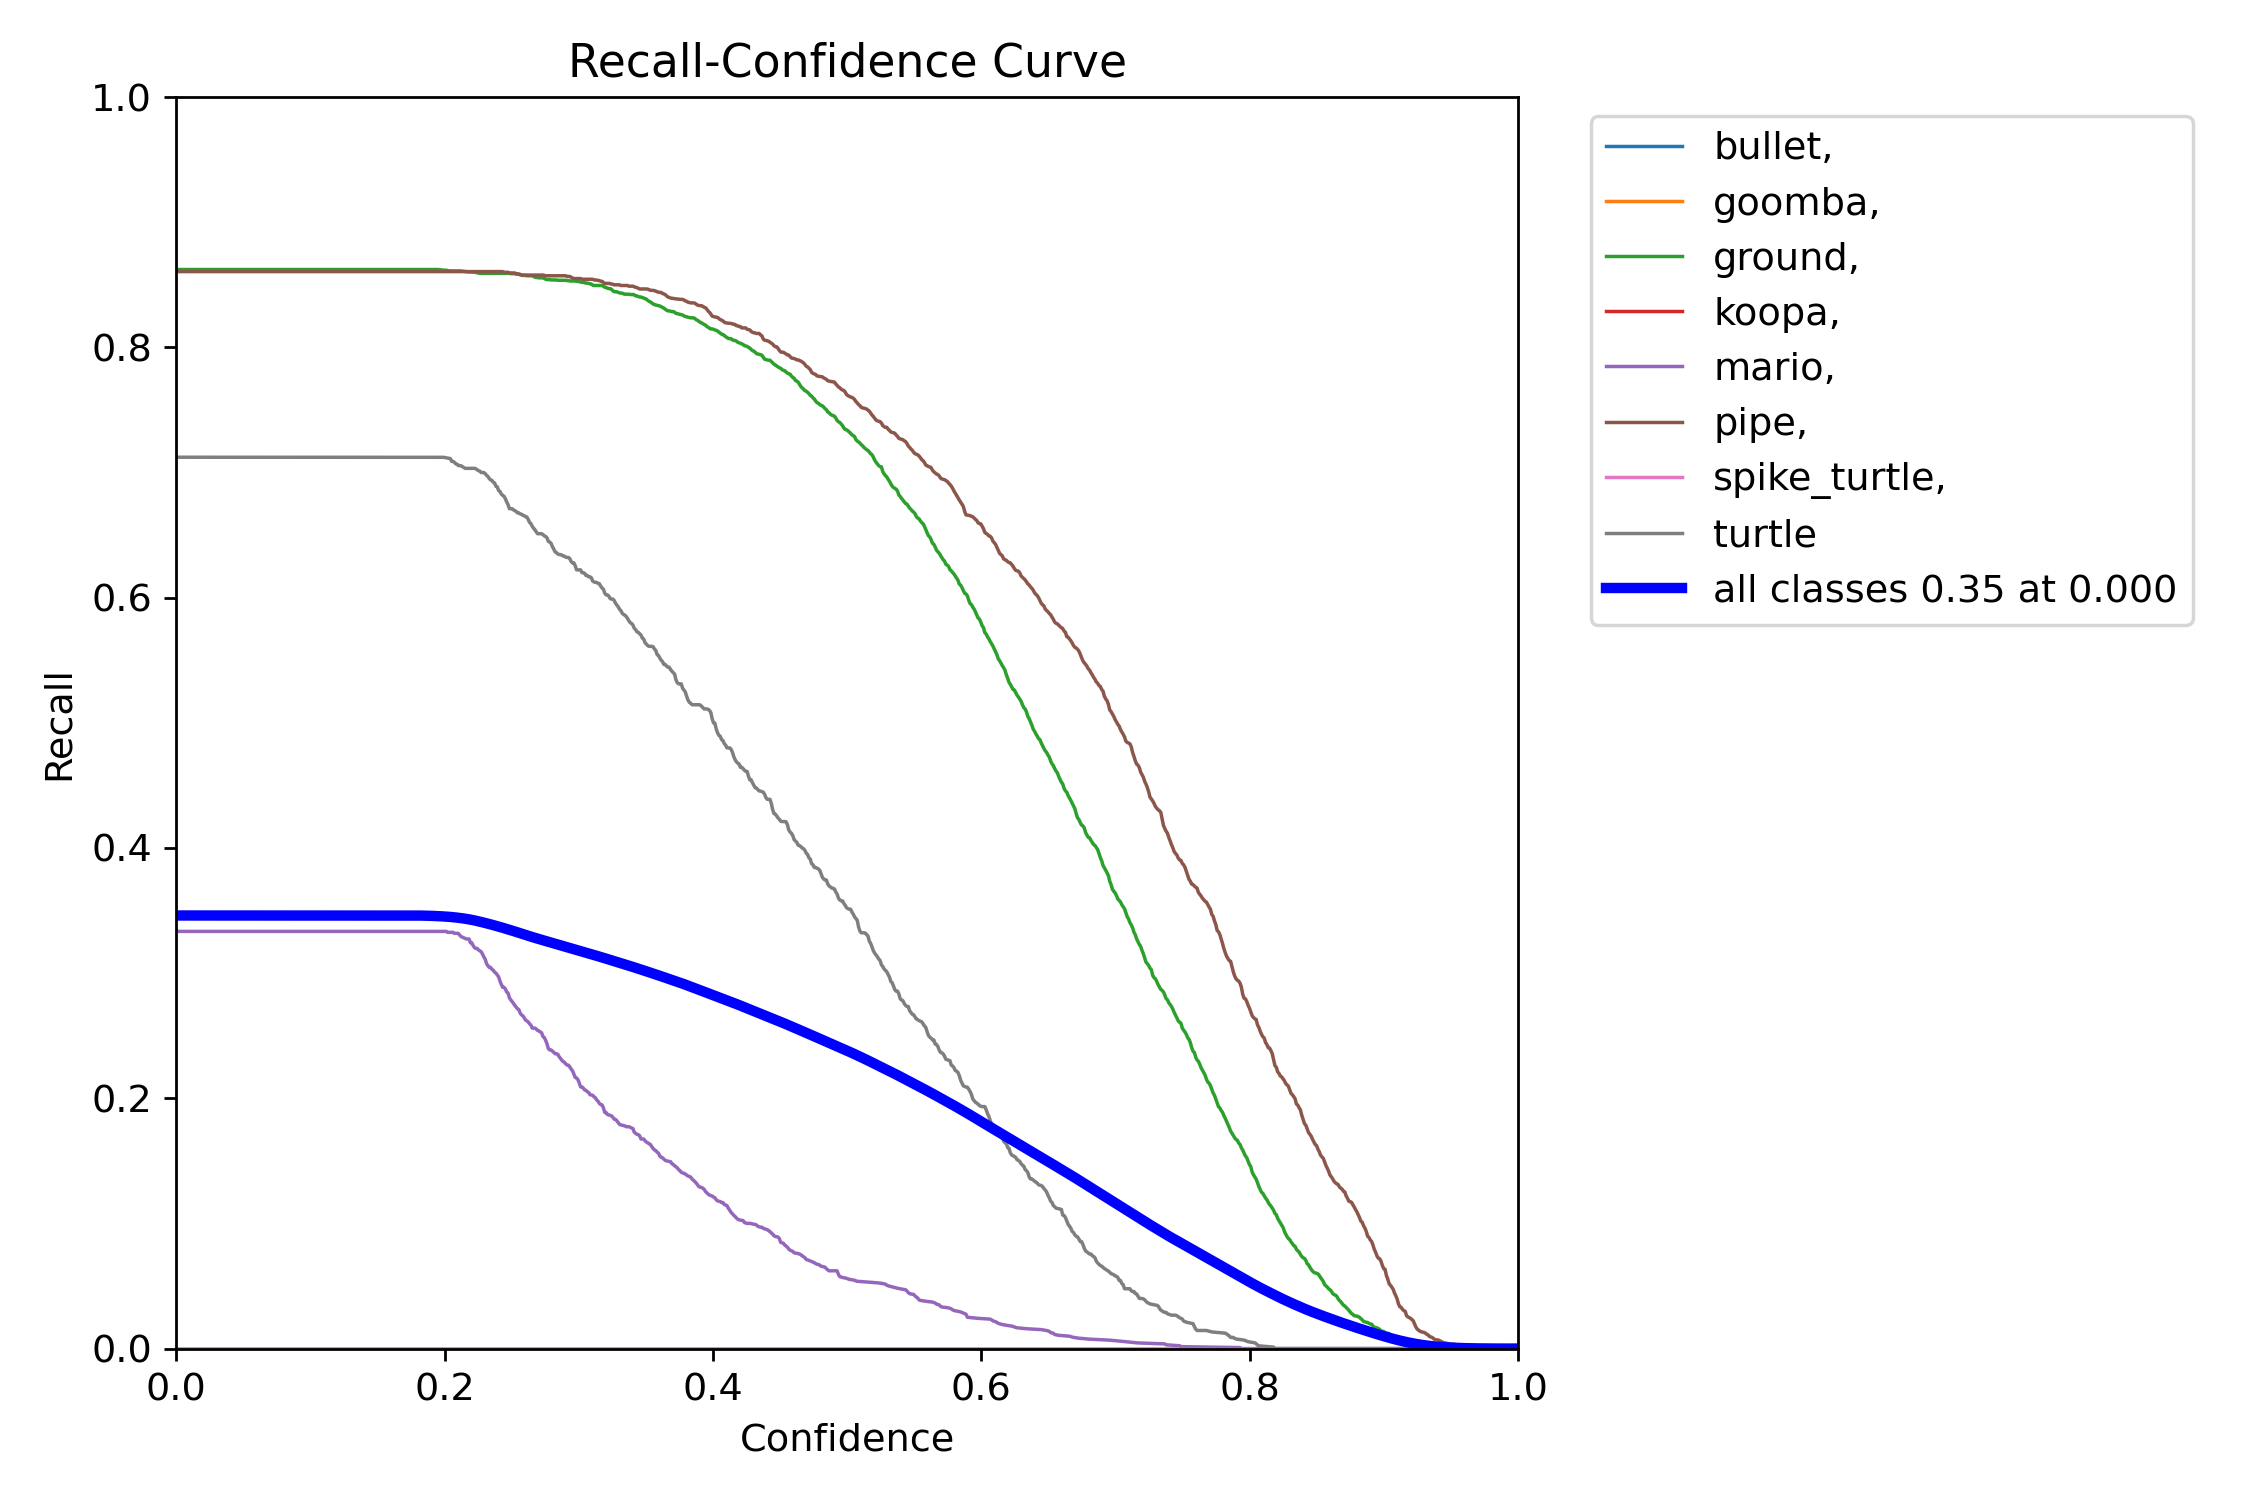 Recall-Confidence Curve
1.0
0.8
0.6
0.4
0.2
0.0
Recall
0.0 0.2 0.4 0.6 0.8 1.0
Confidence
bullet,
goomba,
ground,
koopa,
mario,
pipe,
spike_turtle,
turtle
all classes 0.35 at 0.000